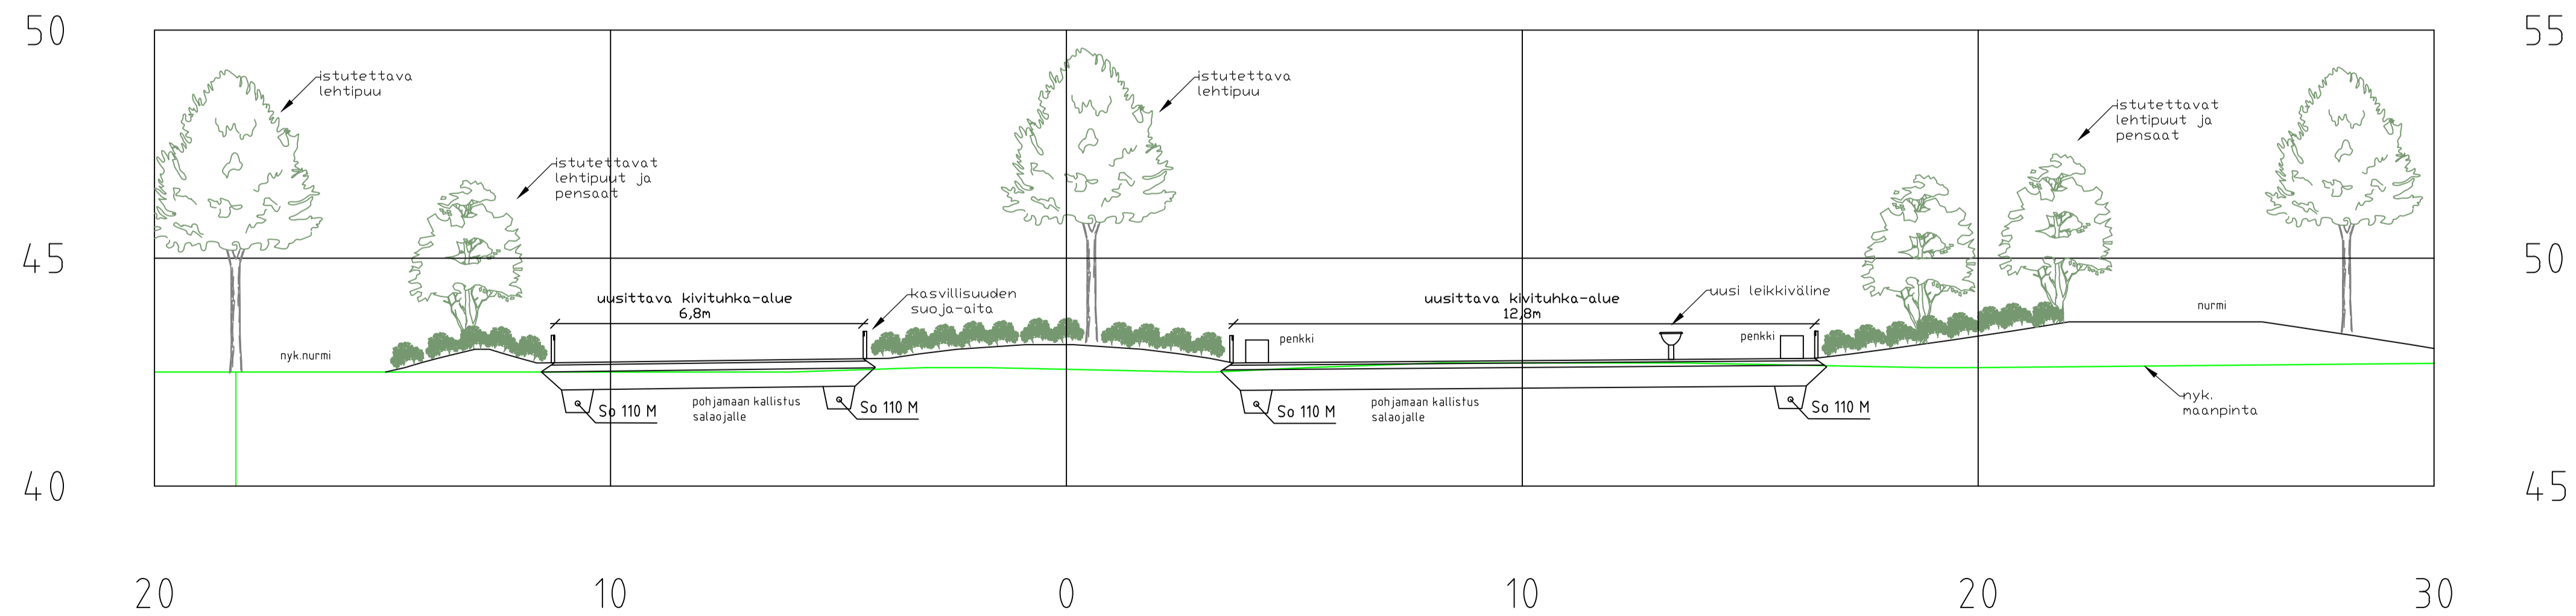 50
55
istutettava
lehtipuu
istutettava
lehtipuu
istutettavat
lehtipuut ja
pensaat
istutettavat
lehtipuut ja
pensaat
45
50
uusittava kivituhka-alue
6,8m
kasvillisuuden
suoja-aita
uusittava kivituhka-alue
12,8m
uusi leikkiväline
nurmi
nyk.nurmi
penkki
penkki
So 110 M
pohjamaan kallistus
salaojalle
So 110 M
So 110 M
pohjamaan kallistus
salaojalle
So 110 M
nyk.
maanpinta
40
45
20
10
0
10
20
30